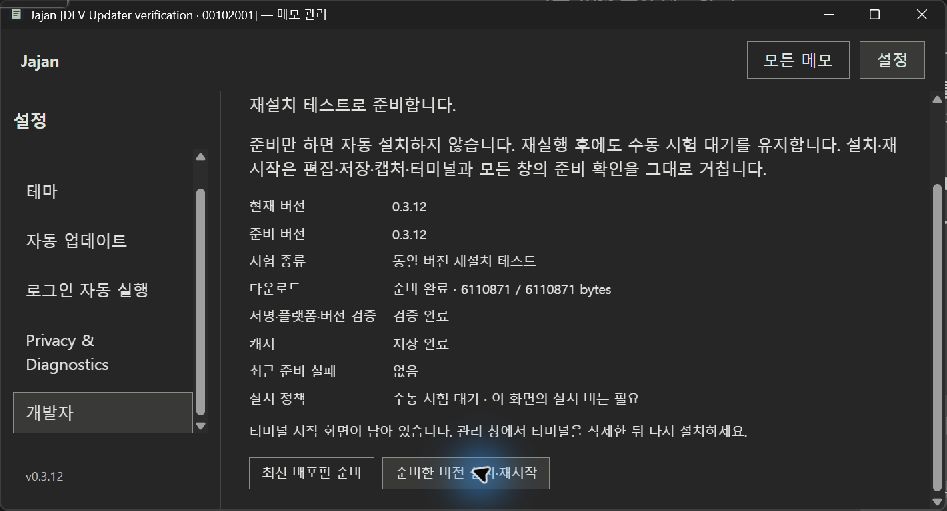 Jajan [DEV Updater verification · 00102001] — 메모 관리
Jajan
모든 메모
설정
설정
테마
자동 업데이트
로그인 자동 실행
Privacy &
Diagnostics
개발자
v0.3.12
재설치 테스트로 준비합니다.
준비만 하면 자동 설치하지 않습니다. 재실행 후에도 수동 시험 대기를 유지합니다. 설치·재
시작은 편집·저장·캡처·터미널과 모든 창의 준비 확인을 그대로 거칩니다.
현재 버전 0.3.12
준비 버전 0.3.12
시험 종류 동일 버전 재설치 테스트
다운로드 준비 완료 · 6110871 / 6110871 bytes
서명·플랫폼·버전 검증 검증 완료
캐시 저장 완료
최근 준비 실패 없음
설치 정책 수동 시험 대기 · 이 화면의 설치 버튼 필요
터미널 시작 화면이 남아 있습니다. 관리 창에서 터미널을 삭제한 뒤 다시 설치하세요.
최신 배포판 준비
준비한 버전 설치·재시작